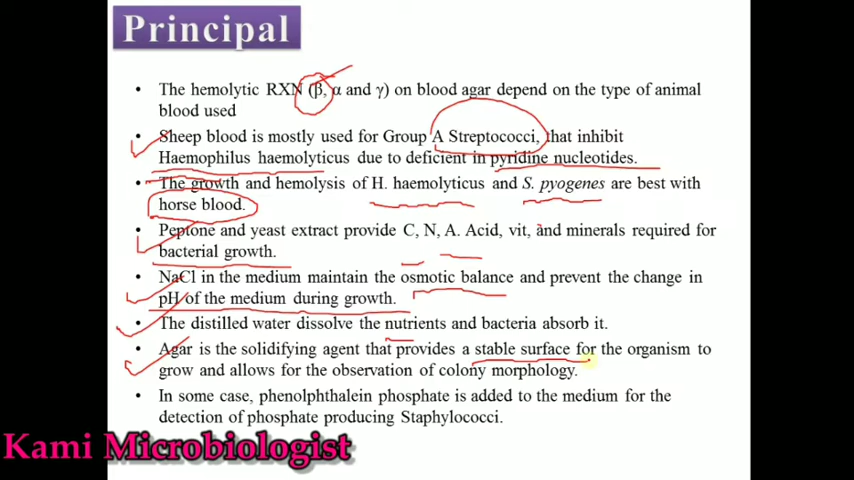 Principal
• The hemolytic RXN (β, α and γ) on blood agar depend on the type of animal
blood used
• Sheep blood is mostly used for Group A Streptococci, that inhibit
Haemophilus haemolyticus due to deficient in pyridine nucleotides.
• The growth and hemolysis of H. haemolyticus and S. pyogenes are best with
horse blood.
• Peptone and yeast extract provide C, N, A. Acid, vit, and minerals required for
bacterial growth.
• NaCl in the medium maintain the osmotic balance and prevent the change in
pH of the medium during growth.
• The distilled water dissolve the nutrients and bacteria absorb it.
• Agar is the solidifying agent that provides a stable surface for the organism to
grow and allows for the observation of colony morphology.
• In some case, phenolphthalein phosphate is added to the medium for the
detection of phosphate producing Staphylococci.
Kami Microbiologist